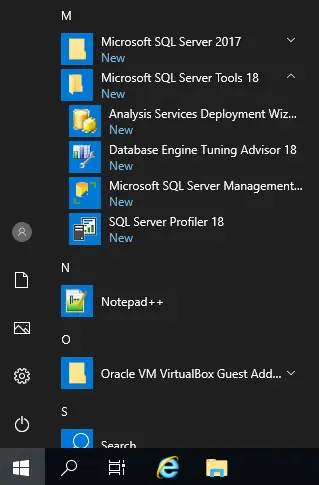 M
Microsoft SQL Server 2017
New
Microsoft SQL Server Tools 18
New
Analysis Services Deployment Wiz...
New
Database Engine Tuning Advisor 18
New
Microsoft SQL Server Management...
New
SQL Server Profiler 18
New
N
Notepad++
O
Oracle VM VirtualBox Guest Add...
S
Search